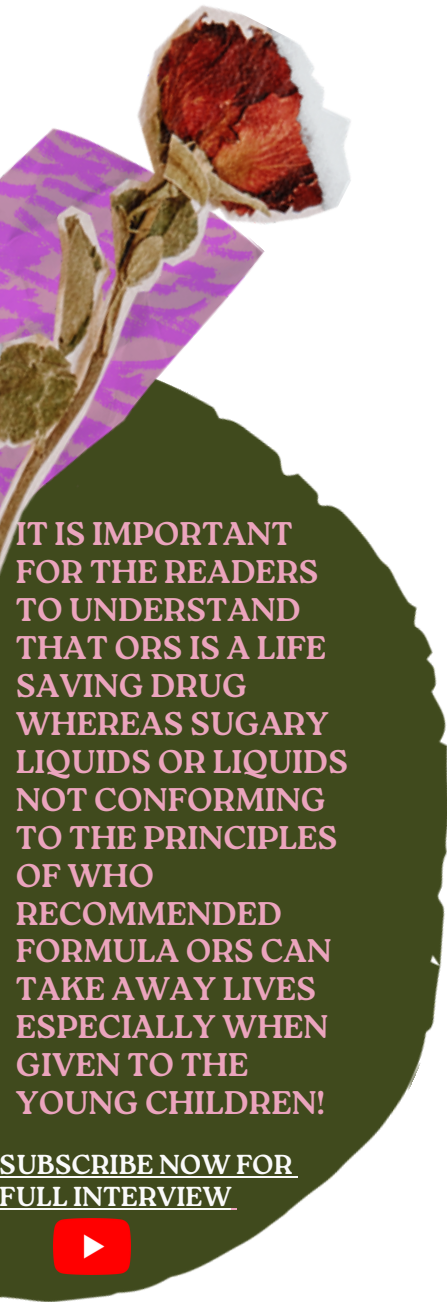 IT IS IMPORTANT
FOR THE READERS
TO UNDERSTAND
THAT ORS IS A LIFE
SAVING DRUG
WHEREAS SUGARY
LIQUIDS OR LIQUIDS
NOT CONFORMING
TO THE PRINCIPLES
OF WHO
RECOMMENDED
FORMULA ORS CAN
TAKE AWAY LIVES
ESPECIALLY WHEN
GIVEN TO THE
YOUNG CHILDREN!
SUBSCRIBE NOW FOR
FULL INTERVIEW